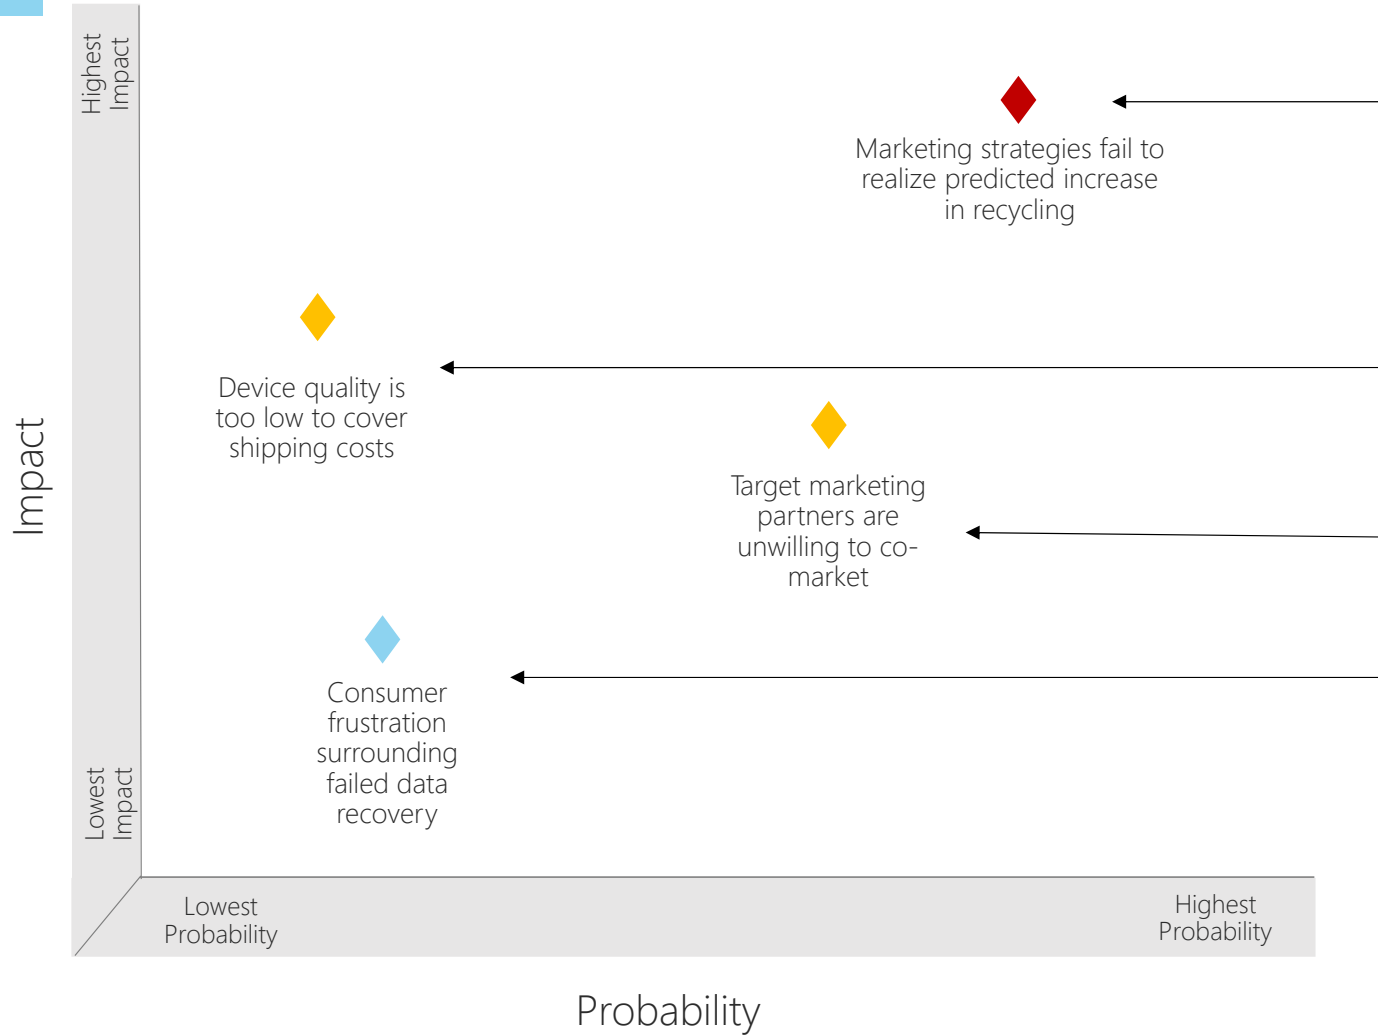 Highest
Impact
Marketing strategies fail to
realize predicted increase
in recycling
Device quality is
too low to cover
shipping costs
Target marketing
partners are
unwilling to co-
market
Impact
Consumer
frustration
surrounding
failed data
recovery
Lowest
Impact
Lowest
Probability
Highest
Probability
Probability